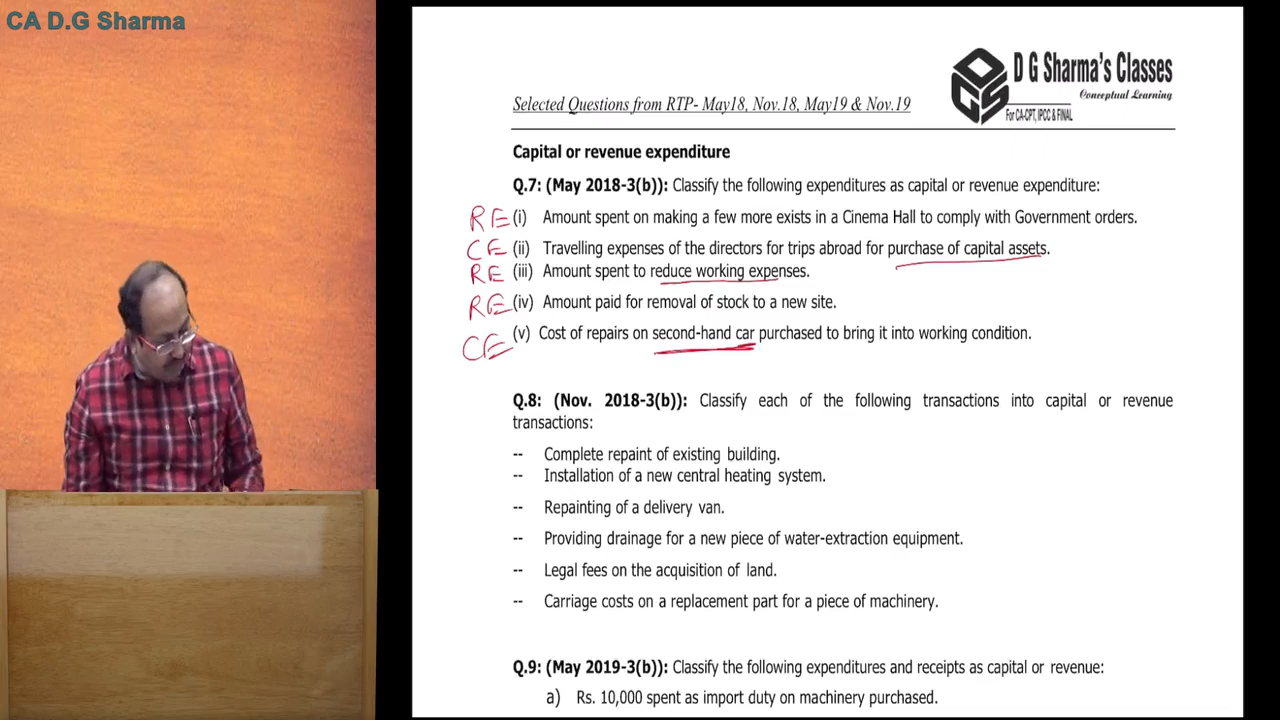 CA D.G Sharma
D G Sharma's Classes
Conceptual Learning
For CA-CPT, IPCC & FINAL
Selected Questions from RTP- May18, Nov.18, May19 & Nov.19
Capital or revenue expenditure
Q.7: (May 2018-3(b)): Classify the following expenditures as capital or revenue expenditure:
RE (i) Amount spent on making a few more exists in a Cinema Hall to comply with Government orders.
CE (ii) Travelling expenses of the directors for trips abroad for purchase of capital assets.
RE (iii) Amount spent to reduce working expenses.
RE (iv) Amount paid for removal of stock to a new site.
CE (v) Cost of repairs on second-hand car purchased to bring it into working condition.
Q.8: (Nov. 2018-3(b)): Classify each of the following transactions into capital or revenue
transactions:
-- Complete repaint of existing building.
-- Installation of a new central heating system.
-- Repainting of a delivery van.
-- Providing drainage for a new piece of water-extraction equipment.
-- Legal fees on the acquisition of land.
-- Carriage costs on a replacement part for a piece of machinery.
Q.9: (May 2019-3(b)): Classify the following expenditures and receipts as capital or revenue:
a) Rs. 10,000 spent as import duty on machinery purchased.